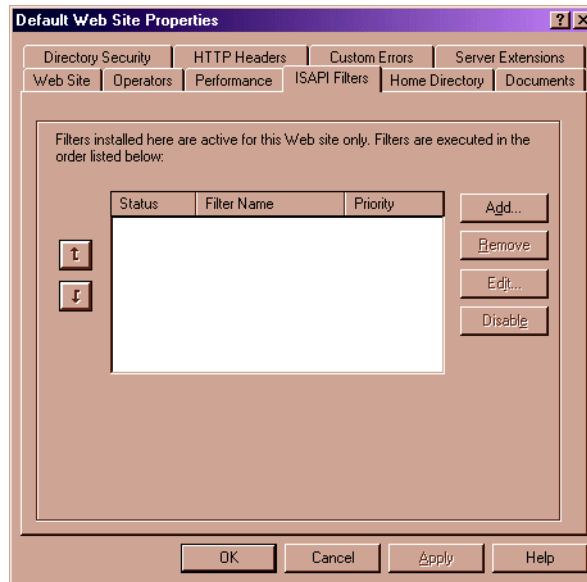 Default Web Site Properties
Directory Security HTTP Headers Custom Errors Server Extensions
Web Site Operators Performance ISAPI Filters Home Directory Documents
Filters installed here are active for this Web site only. Filters are executed in the
order listed below:
Status Filter Name Priority
Add...
Remove
Edit...
Disable
OK Cancel Apply Help